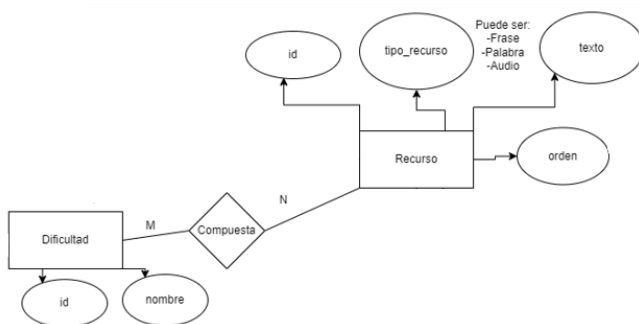 Puede ser:
-Frase
-Palabra
-Audio
id
tipo_recurso
texto
Recurso
orden
N
M
Compuesta
Dificultad
id
nombre